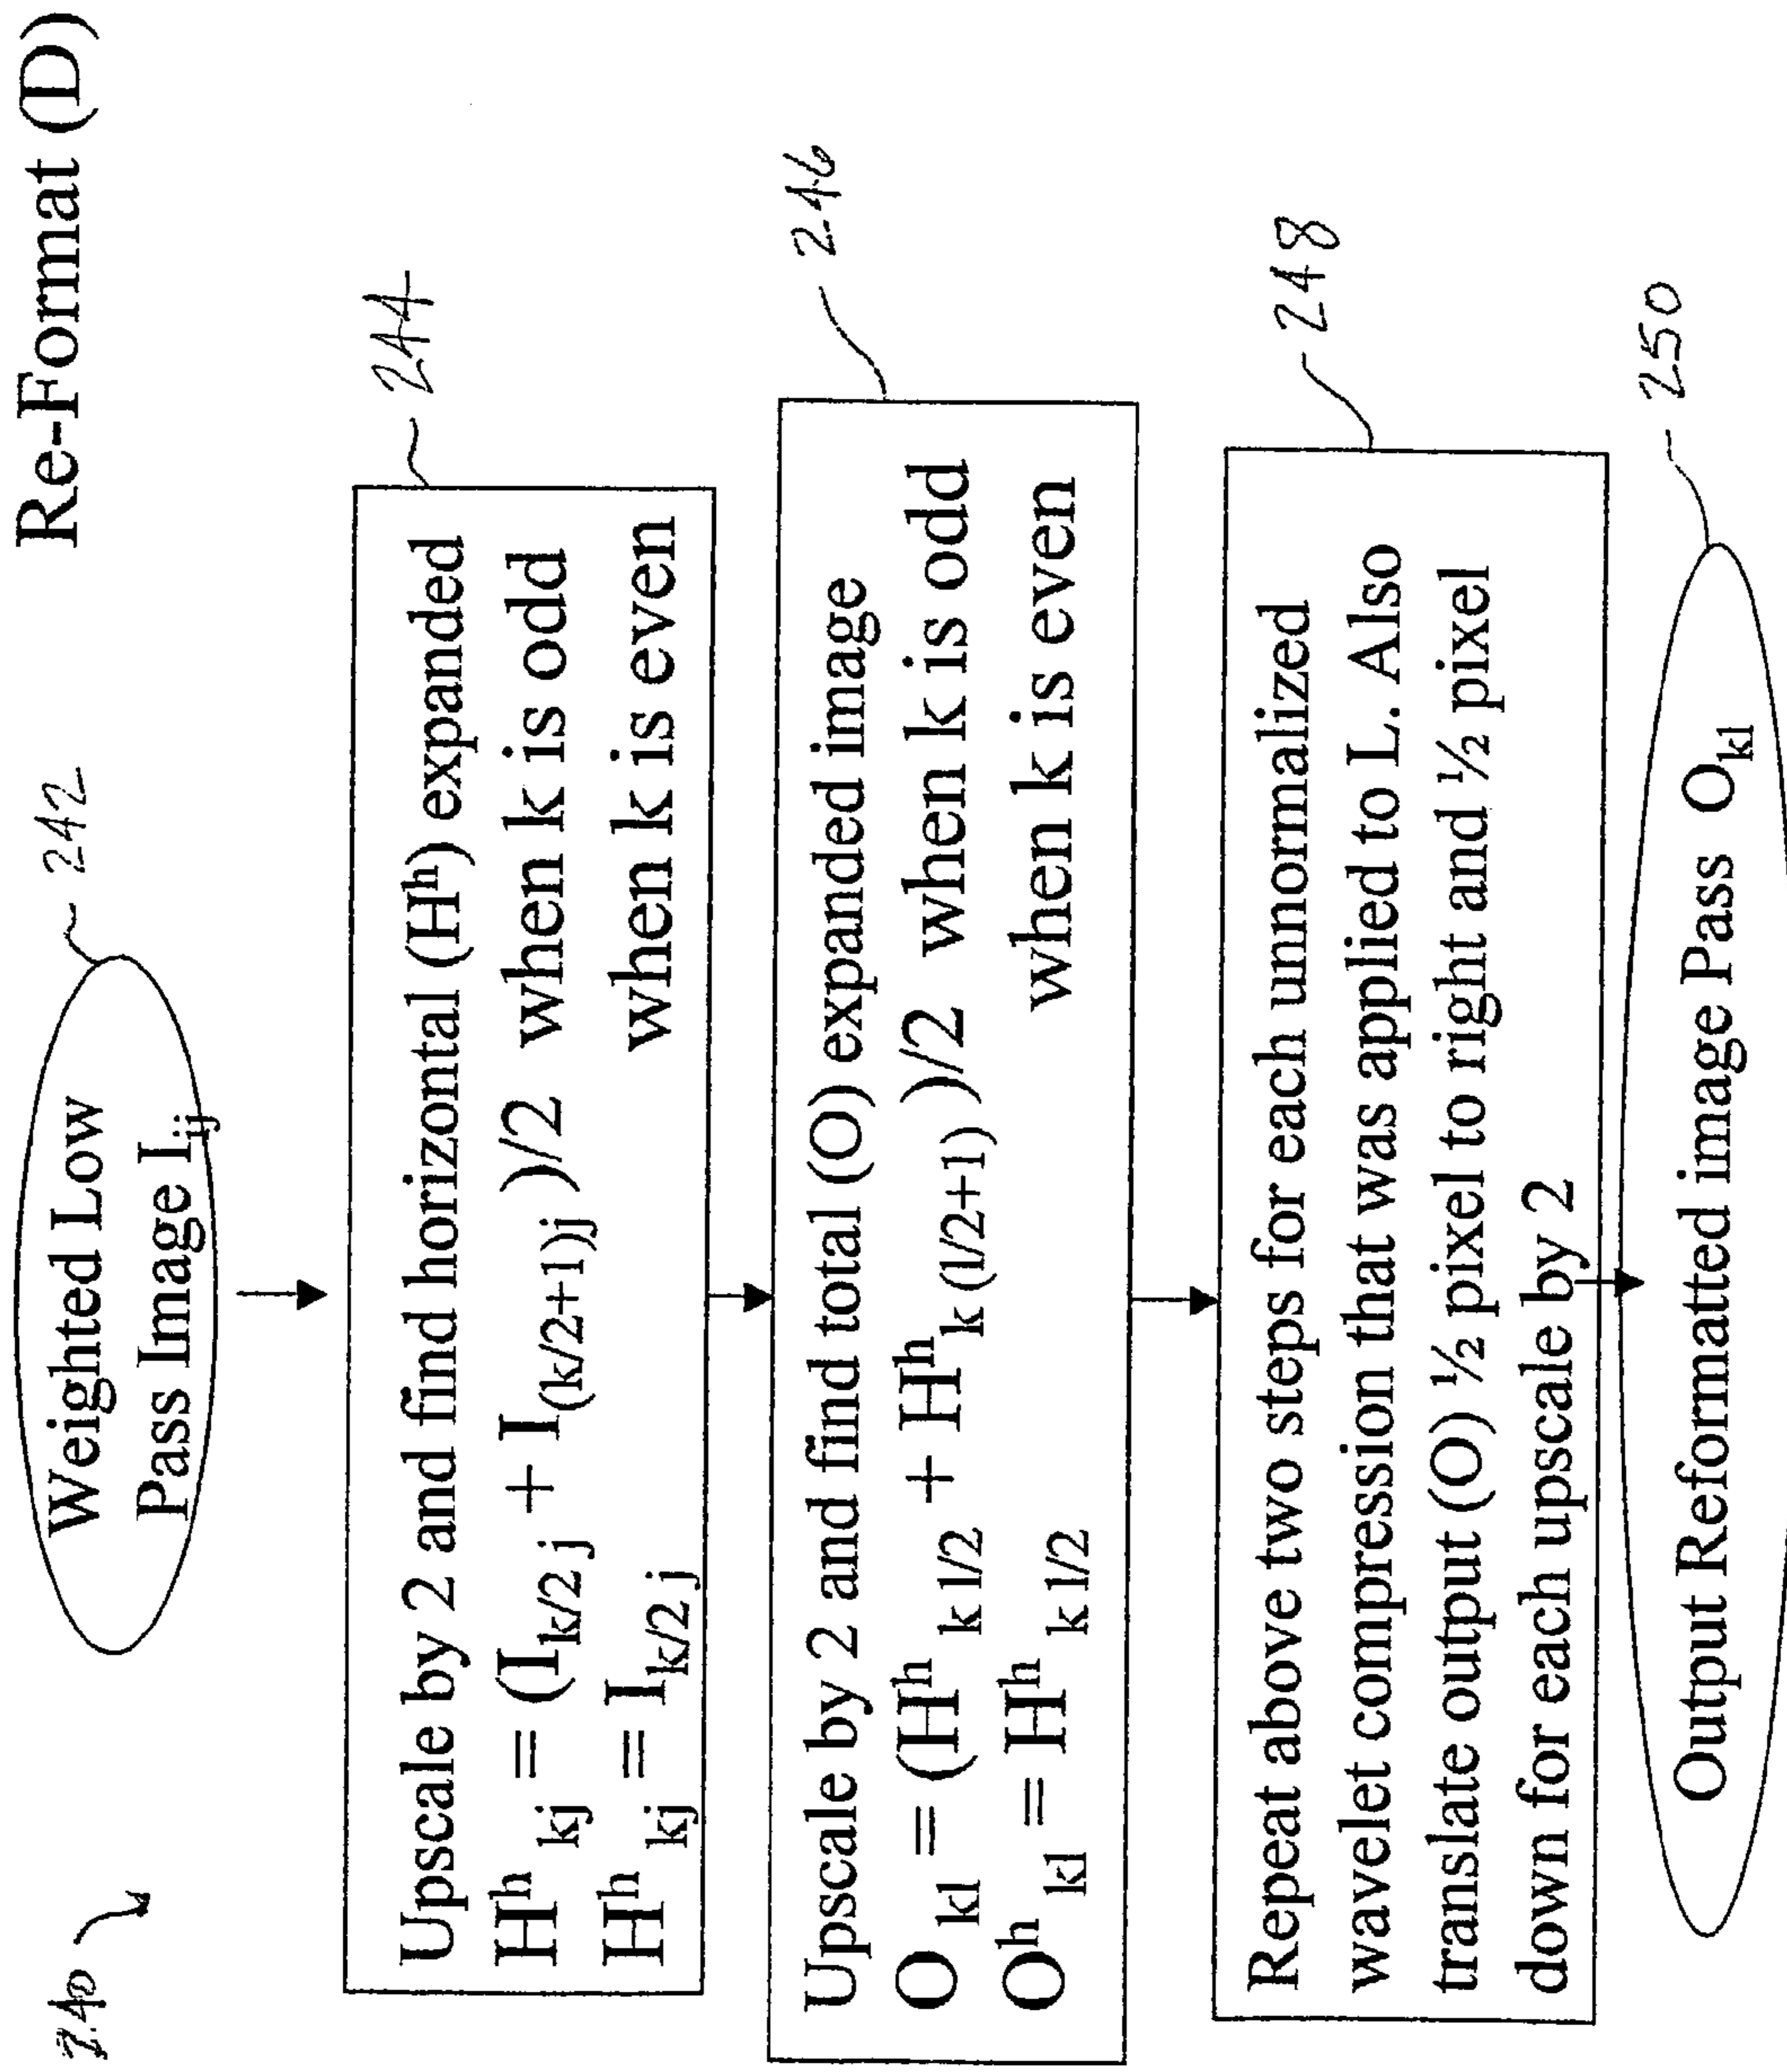 Re-Format (D)
240
242
Weighted Low
Pass Image I_ij
244
Upscale by 2 and find horizontal (H^h) expanded
H^h_kj = (I_k/2 j + I_(k/2+1)j )/2 when k is odd
H^h_kj = I_k/2 j when k is even
246
Upscale by 2 and find total (O) expanded image
O_kl = (H^h_k l/2 + H^h_k (l/2+1) )/2 when k is odd
O^h_kl = H^h_k l/2 when k is even
248
Repeat above two steps for each unnormalized
wavelet compression that was applied to L. Also
translate output (O) ½ pixel to right and ½ pixel
down for each upscale by 2
250
Output Reformatted image Pass O_kl